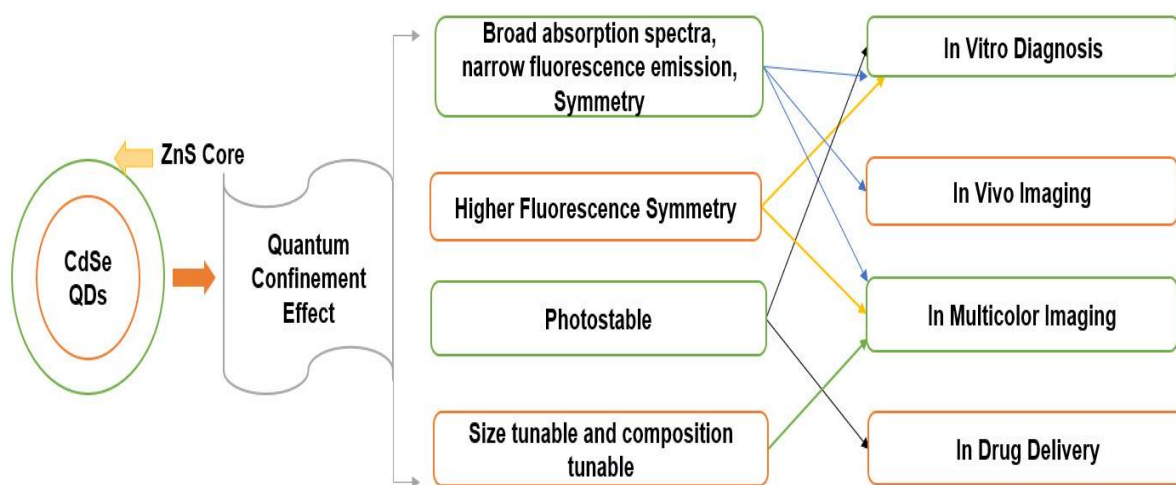 ZnS Core
CdSe
QDs
Quantum
Confinement
Effect
Broad absorption spectra,
narrow fluorescence emission,
Symmetry
Higher Fluorescence Symmetry
Photostable
Size tunable and composition
tunable
In Vitro Diagnosis
In Vivo Imaging
In Multicolor Imaging
In Drug Delivery